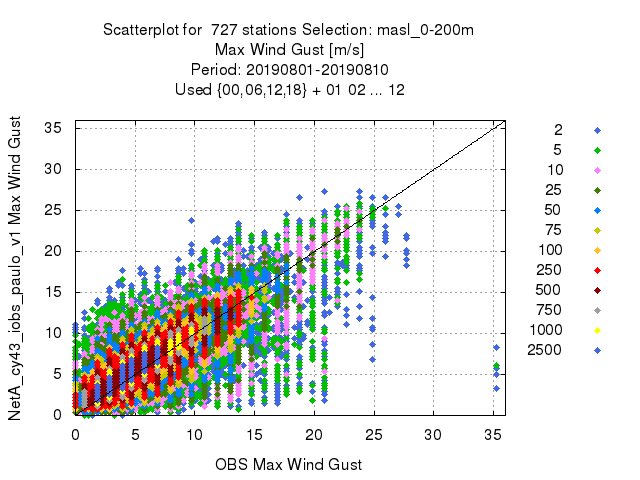 Scatterplot for 727 stations Selection: masl_0-200m
Max Wind Gust [m/s]
Period: 20190801-20190810
Used {00,06,12,18} + 01 02 ... 12
NetA_cy43_iobs_paulo_v1 Max Wind Gust
35
30
25
20
15
10
5
0
0 5 10 15 20 25 30 35
OBS Max Wind Gust
2
5
10
25
50
75
100
250
500
750
1000
2500